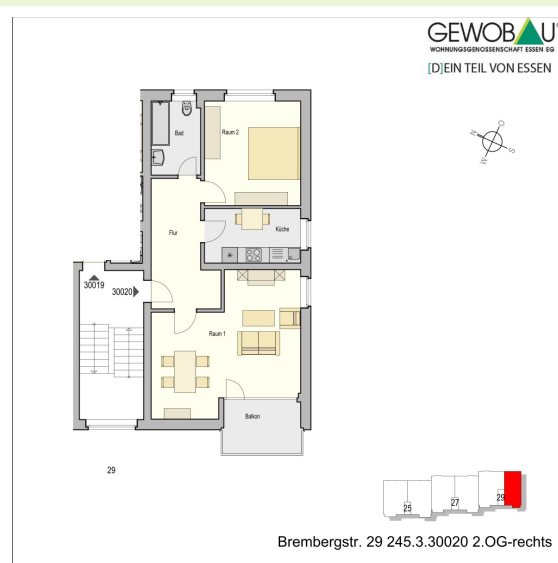 GEWOBAU
WOHNUNGSGENOSSENSCHAFT ESSEN EG
[D]EIN TEIL VON ESSEN
N
O
S
W
Bad
Raum 2
Flur
Küche
30019
30020
Raum 1
Balkon
29
25
27
29
Brembergstr. 29 245.3.30020 2.OG-rechts